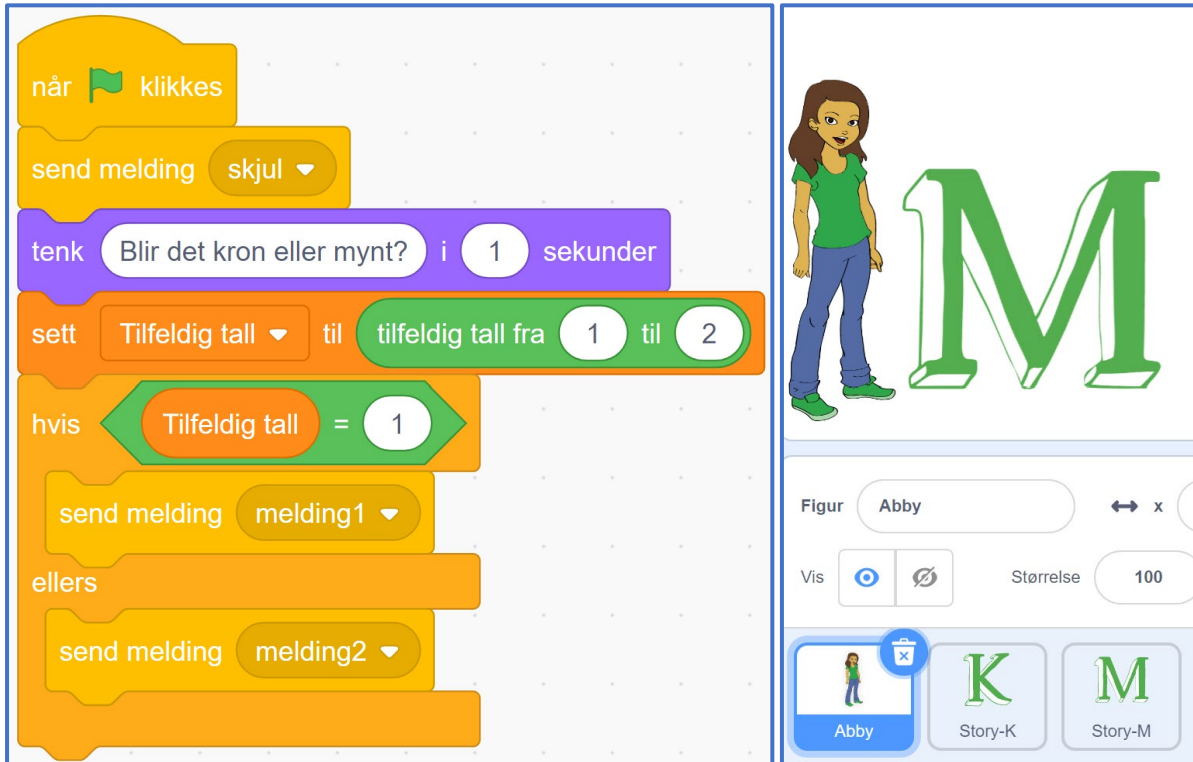 når klikkes
send melding skjul
tenk Blir det kron eller mynt? i 1 sekunder
sett Tilfeldig tall til tilfeldig tall fra 1 til 2
hvis Tilfeldig tall = 1
send melding melding1
ellers
send melding melding2
M
Figur Abby x
Vis Størrelse 100
K M
Abby Story-K Story-M